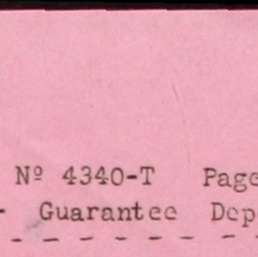 Nº 4340-T Page
- Guarantee Dep
- - - - - - - - - -